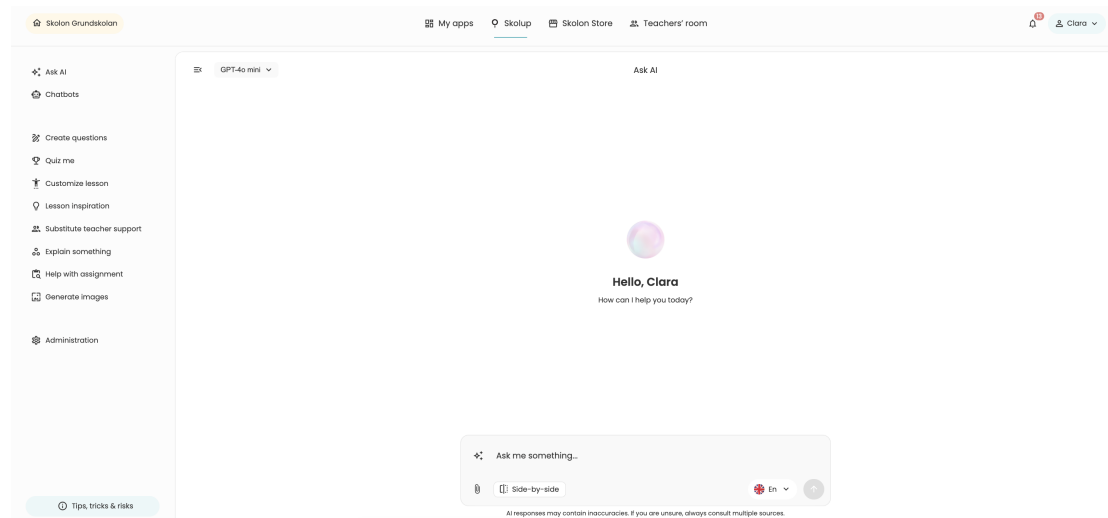 Skolon Grundskolan
My apps
Skolup
Skolon Store
Teachers' room
13
Clara
Ask AI
Chatbots
Create questions
Quiz me
Customize lesson
Lesson inspiration
Substitute teacher support
Explain something
Help with assignment
Generate images
Administration
Tips, tricks & risks
GPT-4o mini
Ask AI
Hello, Clara
How can I help you today?
Ask me something...
Side-by-side
En
AI responses may contain inaccuracies. If you are unsure, always consult multiple sources.